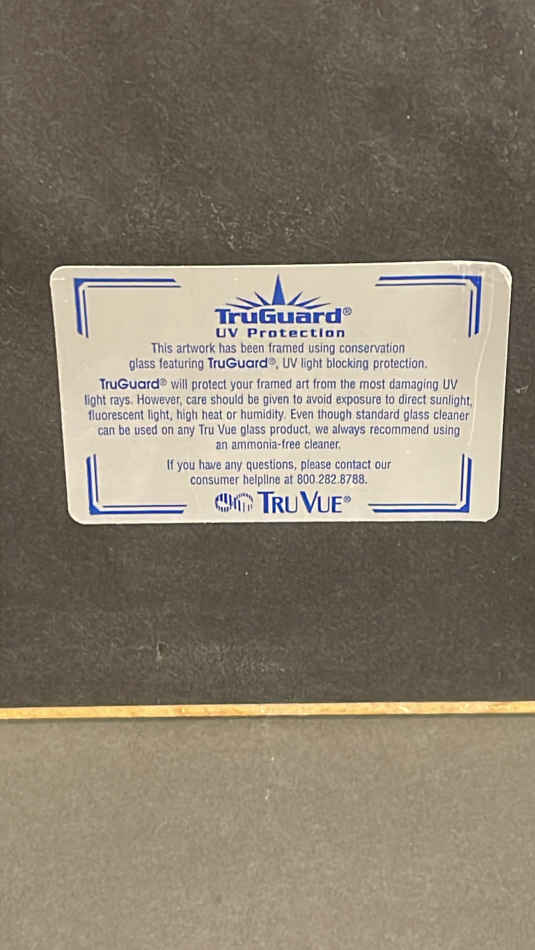 TruGuard®
UV Protection
This artwork has been framed using conservation
glass featuring TruGuard®, UV light blocking protection.
TruGuard® will protect your framed art from the most damaging UV
light rays. However, care should be given to avoid exposure to direct sunlight,
fluorescent light, high heat or humidity. Even though standard glass cleaner
can be used on any Tru Vue glass product, we always recommend using
an ammonia-free cleaner.
If you have any questions, please contact our
consumer helpline at 800.282.8788.
TRU VUE®